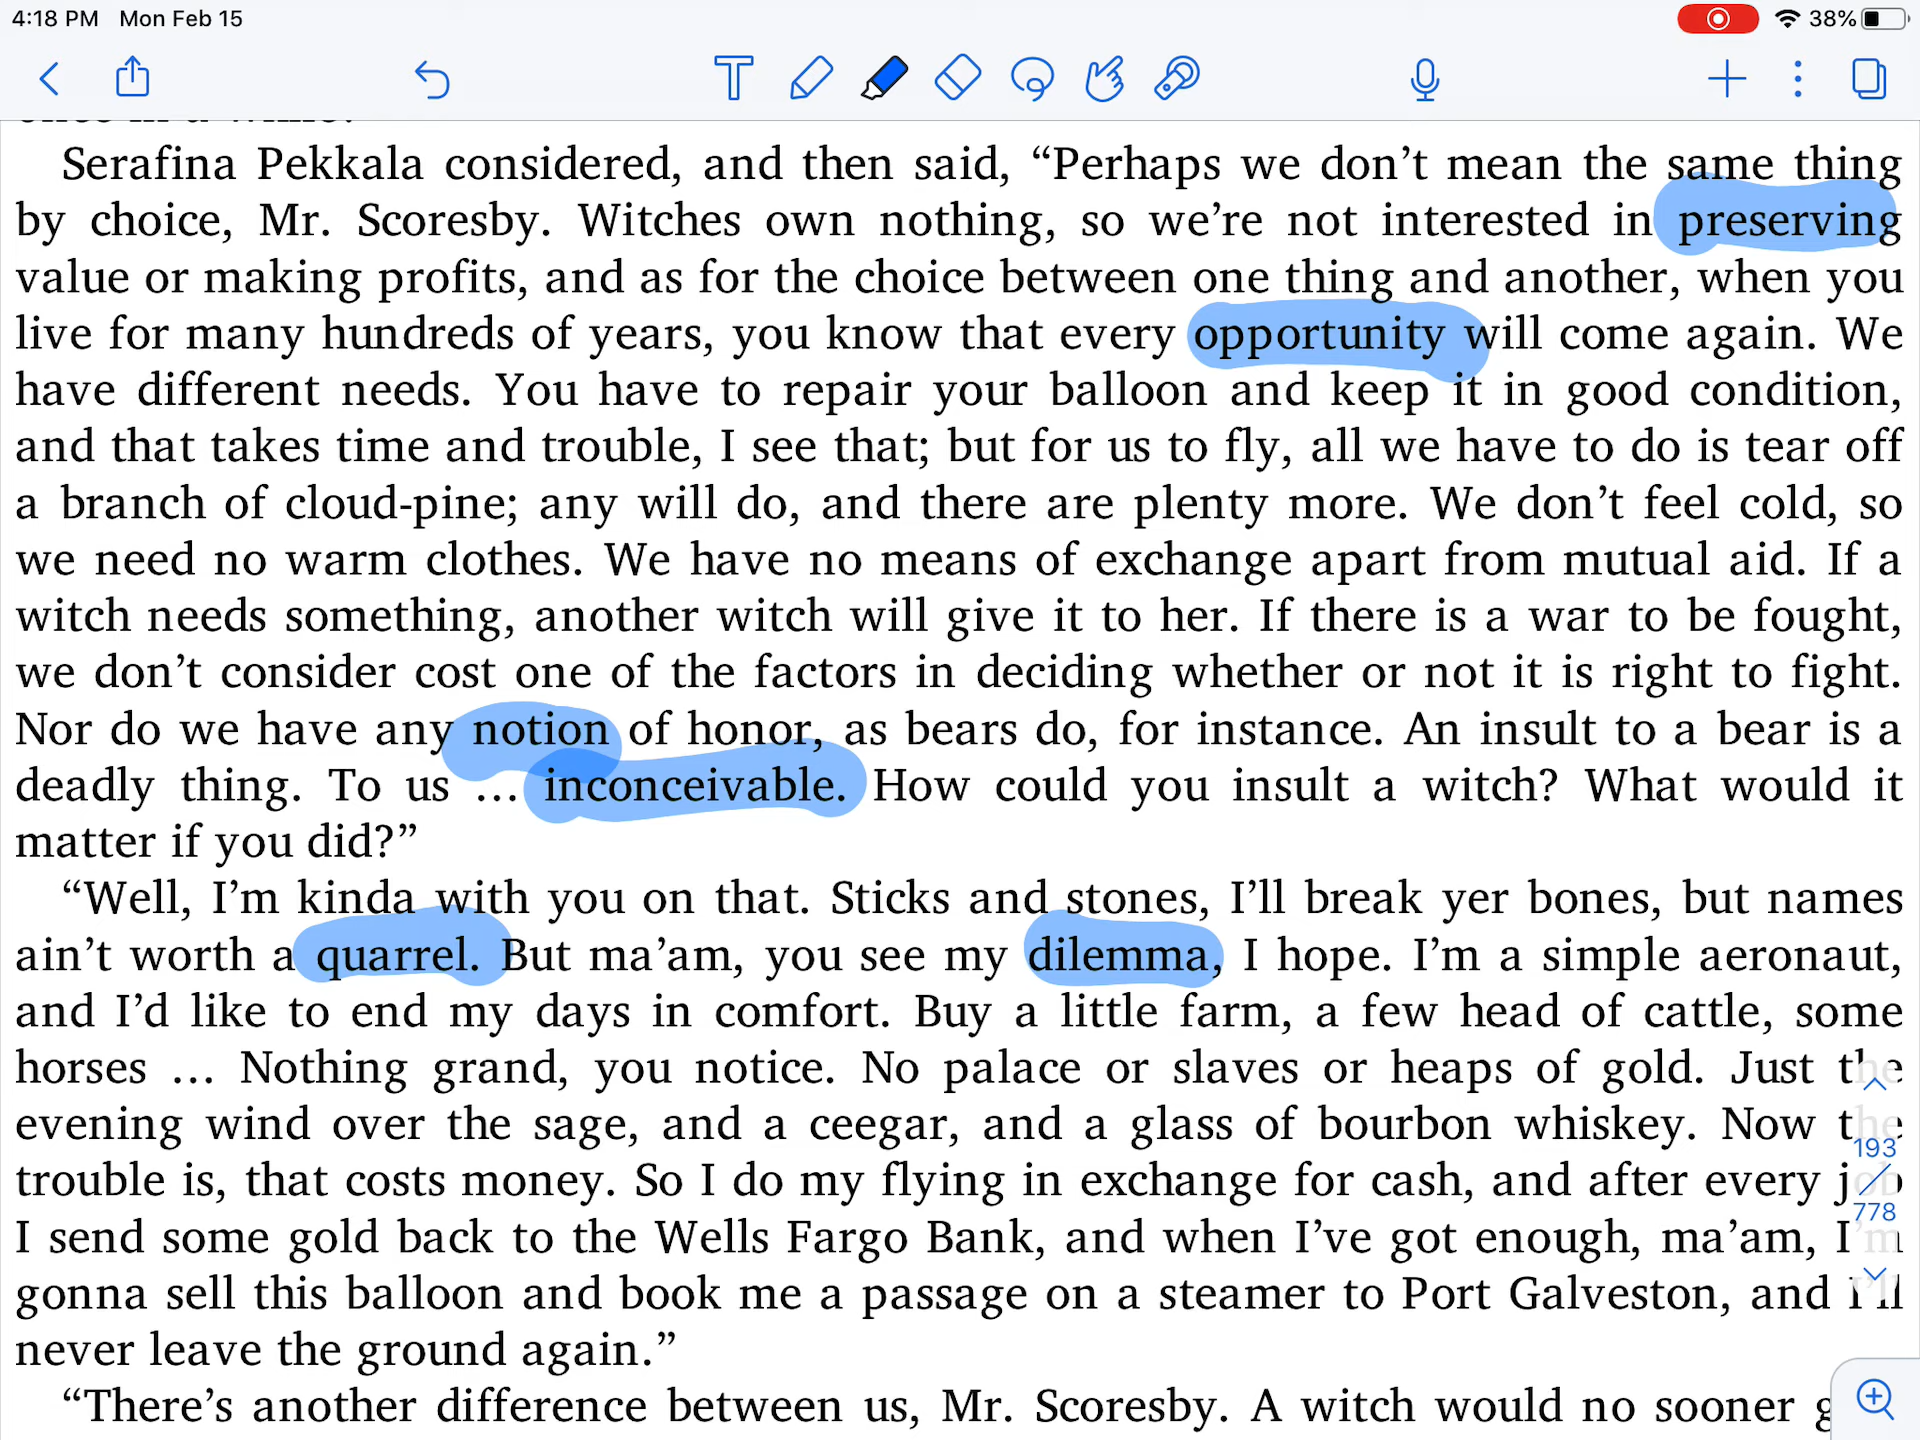 4:18 PM Mon Feb 15 38%
Serafina Pekkala considered, and then said, “Perhaps we don’t mean the same thing
by choice, Mr. Scoresby. Witches own nothing, so we’re not interested in preserving
value or making profits, and as for the choice between one thing and another, when you
live for many hundreds of years, you know that every opportunity will come again. We
have different needs. You have to repair your balloon and keep it in good condition,
and that takes time and trouble, I see that; but for us to fly, all we have to do is tear off
a branch of cloud-pine; any will do, and there are plenty more. We don’t feel cold, so
we need no warm clothes. We have no means of exchange apart from mutual aid. If a
witch needs something, another witch will give it to her. If there is a war to be fought,
we don’t consider cost one of the factors in deciding whether or not it is right to fight.
Nor do we have any notion of honor, as bears do, for instance. An insult to a bear is a
deadly thing. To us … inconceivable. How could you insult a witch? What would it
matter if you did?”
“Well, I’m kinda with you on that. Sticks and stones, I’ll break yer bones, but names
ain’t worth a quarrel. But ma’am, you see my dilemma, I hope. I’m a simple aeronaut,
and I’d like to end my days in comfort. Buy a little farm, a few head of cattle, some
horses … Nothing grand, you notice. No palace or slaves or heaps of gold. Just the
evening wind over the sage, and a ceegar, and a glass of bourbon whiskey. Now the
193
trouble is, that costs money. So I do my flying in exchange for cash, and after every job
778
I send some gold back to the Wells Fargo Bank, and when I’ve got enough, ma’am, I’m
gonna sell this balloon and book me a passage on a steamer to Port Galveston, and I’ll
never leave the ground again.”
“There’s another difference between us, Mr. Scoresby. A witch would no sooner